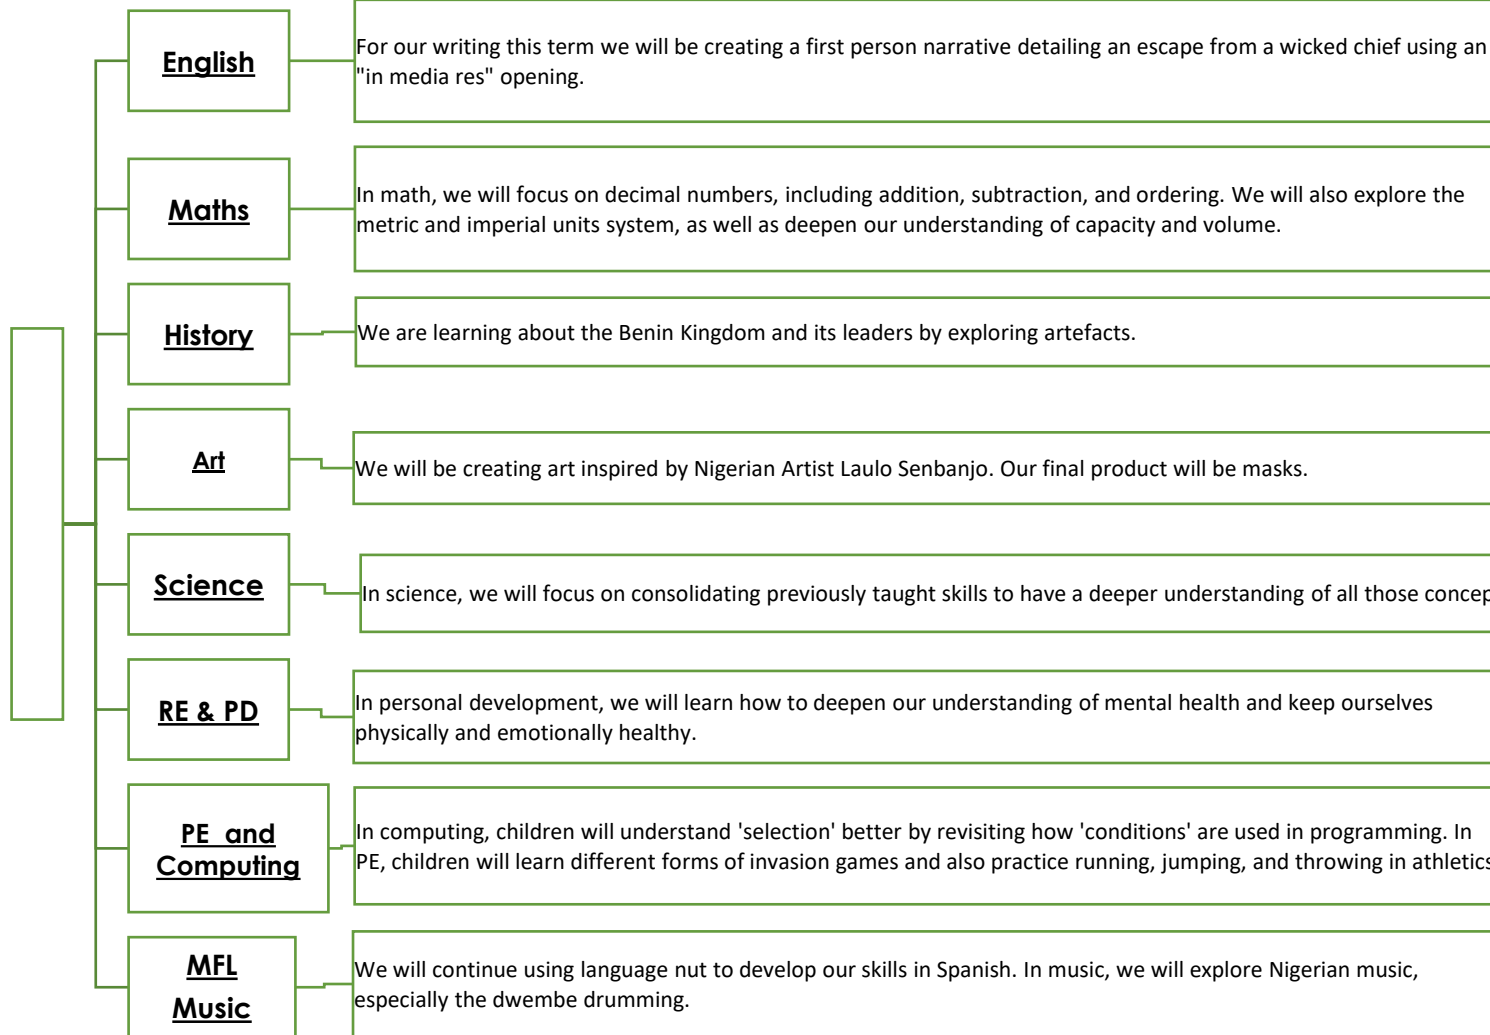 English
For our writing this term we will be creating a first person narrative detailing an escape from a wicked chief using an
"in media res" opening.
Maths
In math, we will focus on decimal numbers, including addition, subtraction, and ordering. We will also explore the
metric and imperial units system, as well as deepen our understanding of capacity and volume.
History
We are learning about the Benin Kingdom and its leaders by exploring artefacts.
Art
We will be creating art inspired by Nigerian Artist Laulo Senbanjo. Our final product will be masks.
Science
In science, we will focus on consolidating previously taught skills to have a deeper understanding of all those concep
RE & PD
In personal development, we will learn how to deepen our understanding of mental health and keep ourselves
physically and emotionally healthy.
PE and
Computing
In computing, children will understand 'selection' better by revisiting how 'conditions' are used in programming. In
PE, children will learn different forms of invasion games and also practice running, jumping, and throwing in athletics
MFL
Music
We will continue using language nut to develop our skills in Spanish. In music, we will explore Nigerian music,
especially the dwembe drumming.